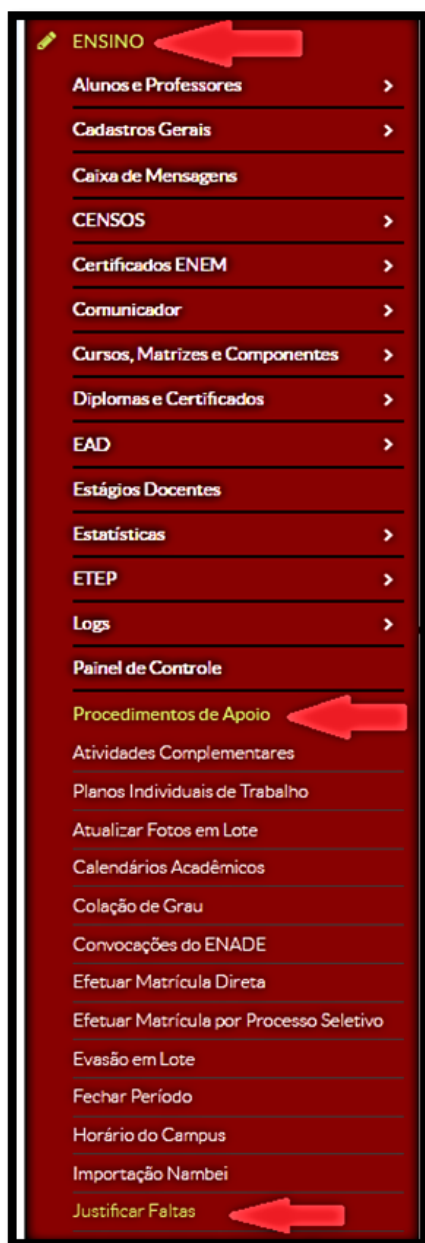 ENSINO
Alunos e Professores
Cadastros Gerais
Caixa de Mensagens
CENSOS
Certificados ENEM
Comunicador
Cursos, Matrizes e Componentes
Diplomas e Certificados
EAD
Estágios Docentes
Estatísticas
ETEP
Logs
Painel de Controle
Procedimentos de Apoio
Atividades Complementares
Planos Individuais de Trabalho
Atualizar Fotos em Lote
Calendários Acadêmicos
Colação de Grau
Convocações do ENADE
Efetuar Matrícula Direta
Efetuar Matrícula por Processo Seletivo
Evasão em Lote
Fechar Período
Horário do Campus
Importação Nambei
Justificar Faltas